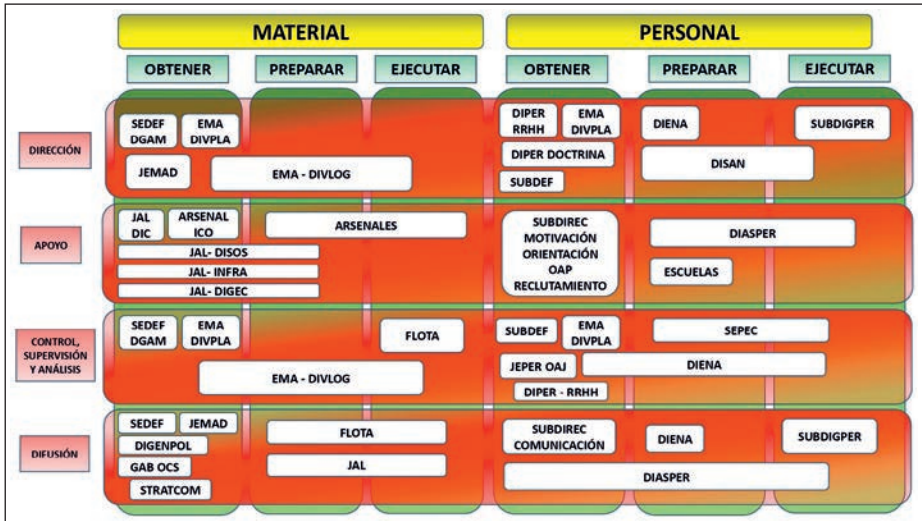 MATERIAL
PERSONAL
OBTENER
PREPARAR
EJECUTAR
OBTENER
PREPARAR
EJECUTAR
DIRECCIÓN
SEDEF
DGAM
EMA
DIVPLA
JEMAD
EMA - DIVLOG
DIPER
RRHH
EMA
DIVPLA
DIPER DOCTRINA
SUBDEF
DIENA
DISAN
SUBDIGPER
APOYO
JAL
DIC
ARSENAL
ICO
JAL- DISOS
JAL- INFRA
JAL- DIGEC
ARSENALES
SUBDIREC
MOTIVACIÓN
ORIENTACIÓN
OAP
RECLUTAMIENTO
DIASPER
ESCUELAS
CONTROL,
SUPERVISIÓN
Y ANÁLISIS
SEDEF
DGAM
EMA
DIVPLA
FLOTA
EMA - DIVLOG
SUBDEF
EMA
DIVPLA
SEPEC
JEPER OAJ
DIENA
DIPER - RRHH
DIFUSIÓN
SEDEF
JEMAD
DIGENPOL
GAB OCS
STRATCOM
FLOTA
JAL
SUBDIREC
COMUNICACIÓN
DIENA
SUBDIGPER
DIASPER